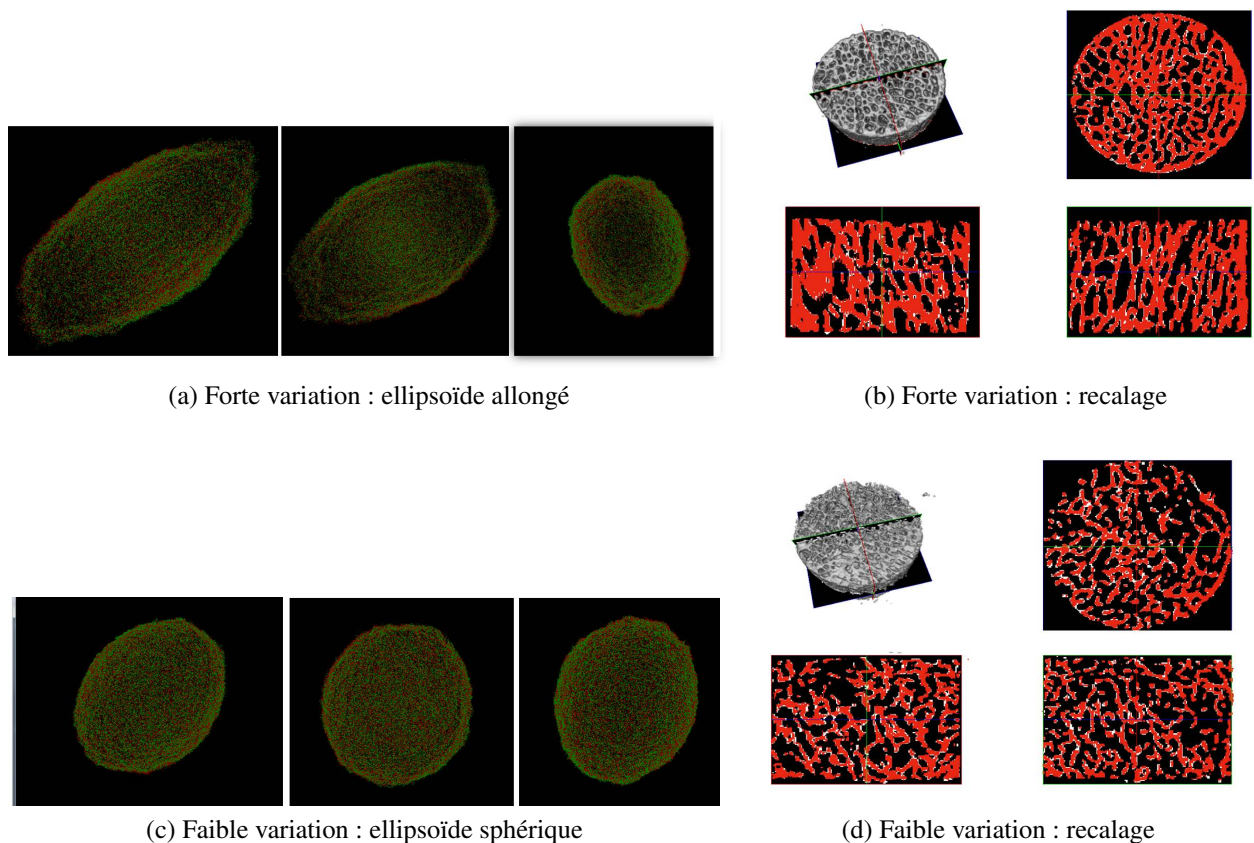 (a) Forte variation : ellipsoïde allongé
(b) Forte variation : recalage
(c) Faible variation : ellipsoïde sphérique
(d) Faible variation : recalage